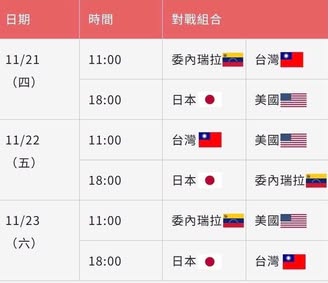 日期 時間 對戰組合
11/21 11:00 委內瑞拉 台灣
（四）
18:00 日本 美國
11/22 11:00 台灣 美國
（五）
18:00 日本 委內瑞拉
11/23 11:00 委內瑞拉 美國
（六）
18:00 日本 台灣